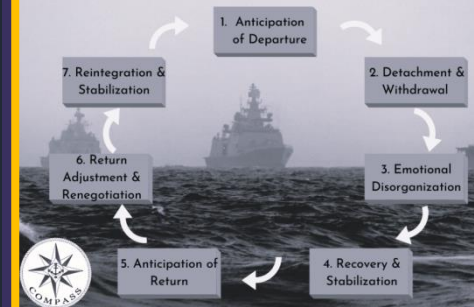 1. Anticipation
of Departure
2. Detachment &
Withdrawal
3. Emotional
Disorganization
4. Recovery &
Stabilization
5. Anticipation of
Return
6. Return
Adjustment &
Renegotiation
7. Reintegration &
Stabilization
COMPASS